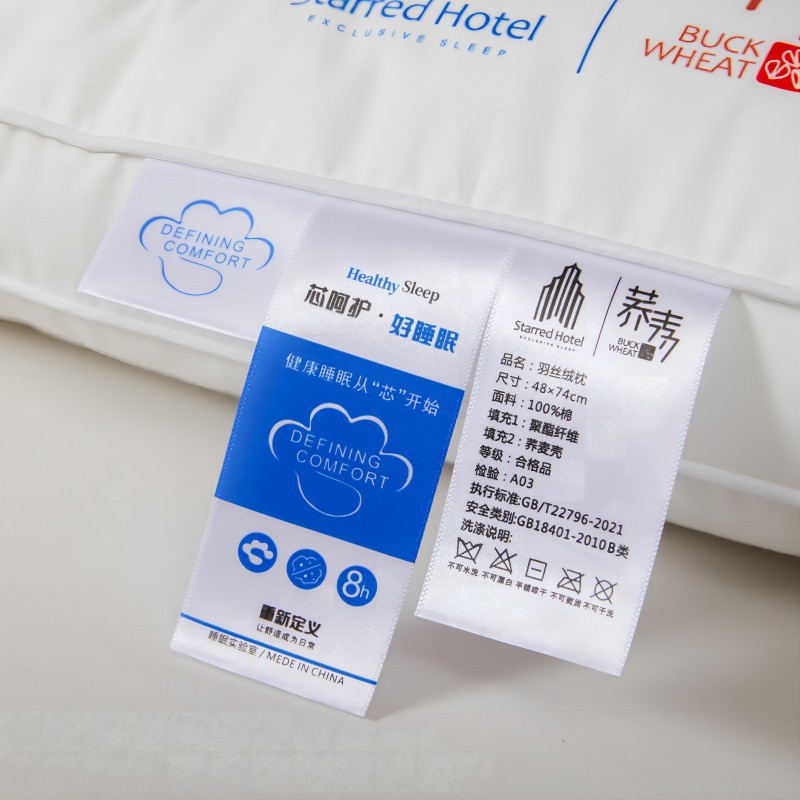 Starred Hotel
EXCLUSIVE SLEEP
BUCK
WHEAT
DEFINING
COMFORT
Healthy Sleep
芯呵护·好睡眠
健康睡眠从“芯”开始
DEFINING
COMFORT
8h
重新定义
让舒适成为日常
睡眠实验室 / MEDE IN CHINA
Starred Hotel
EXCLUSIVE SLEEP
荞麦
BUCK
WHEAT
品名：羽丝绒枕
尺寸：48×74cm
面料：100%棉
填充1：聚酯纤维
填充2：荞麦壳
等级：合格品
检验：A03
执行标准:GB/T22796-2021
安全类别:GB18401-2010 B类
洗涤说明:
不可水洗 不可漂白 平铺晾干 不可熨烫 不可干洗